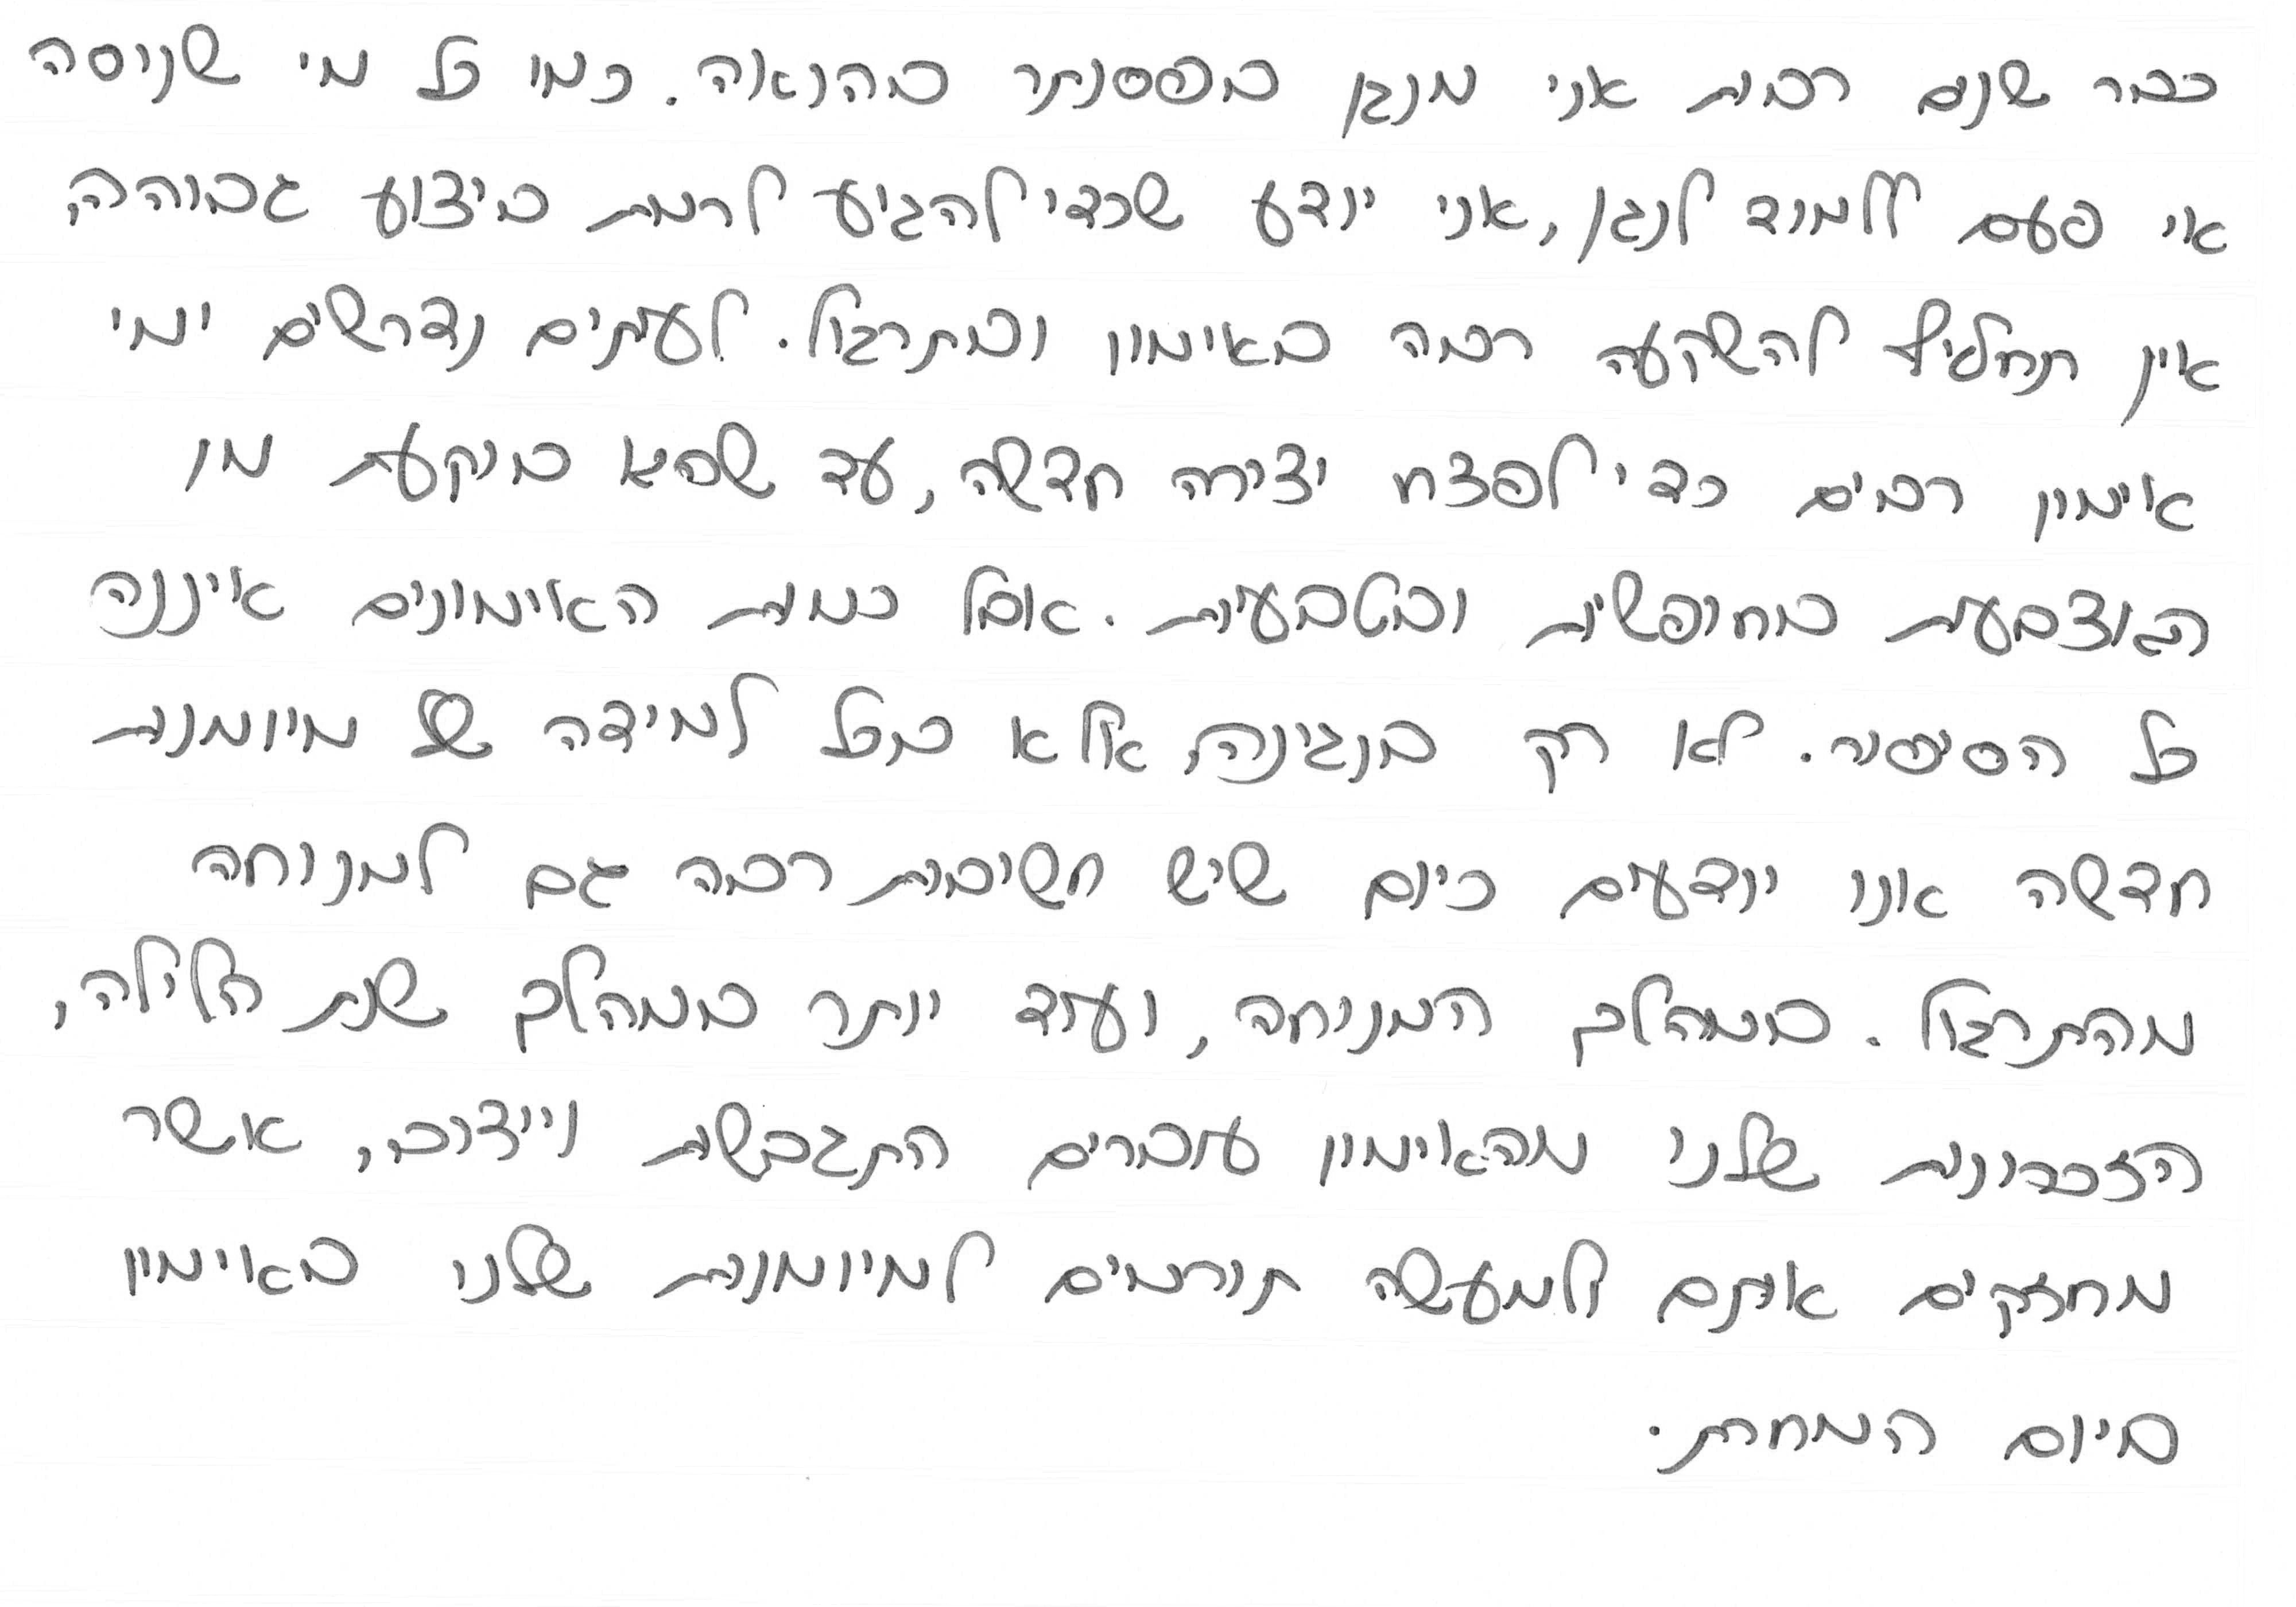 כבר שנים רבות אני מנגן בפסנתר בהנאה. כמו כל מי שניסה
אי פעם ללמוד לנגן, אני יודע שכדי להגיע לרמת ביצוע גבוהה,
אין תחליף להשקעה רבה באימון ובתרגול. לעתים נדרשים ימי
אימון רבים כדי לפצח יצירה חדשה, עד שהיא בוקעת מן
האצבעות בחופשיות ובטבעיות. אבל כמות האימונים איננה
כל הסיפור. לא רק בנגינה, אלא בכל למידה של מיומנות
חדשה אנו יודעים כיום שיש חשיבות רבה גם למנוחה
מהתרגול. במהלך המנוחה, ועוד יותר במהלך שנת הלילה,
הזכרונות שלנו מהאימון עוברים התגבשות וייצוב, אשר
מחזקים אותם ולמעשה תורמים למיומנות שלנו באימון
ביום המחרת.